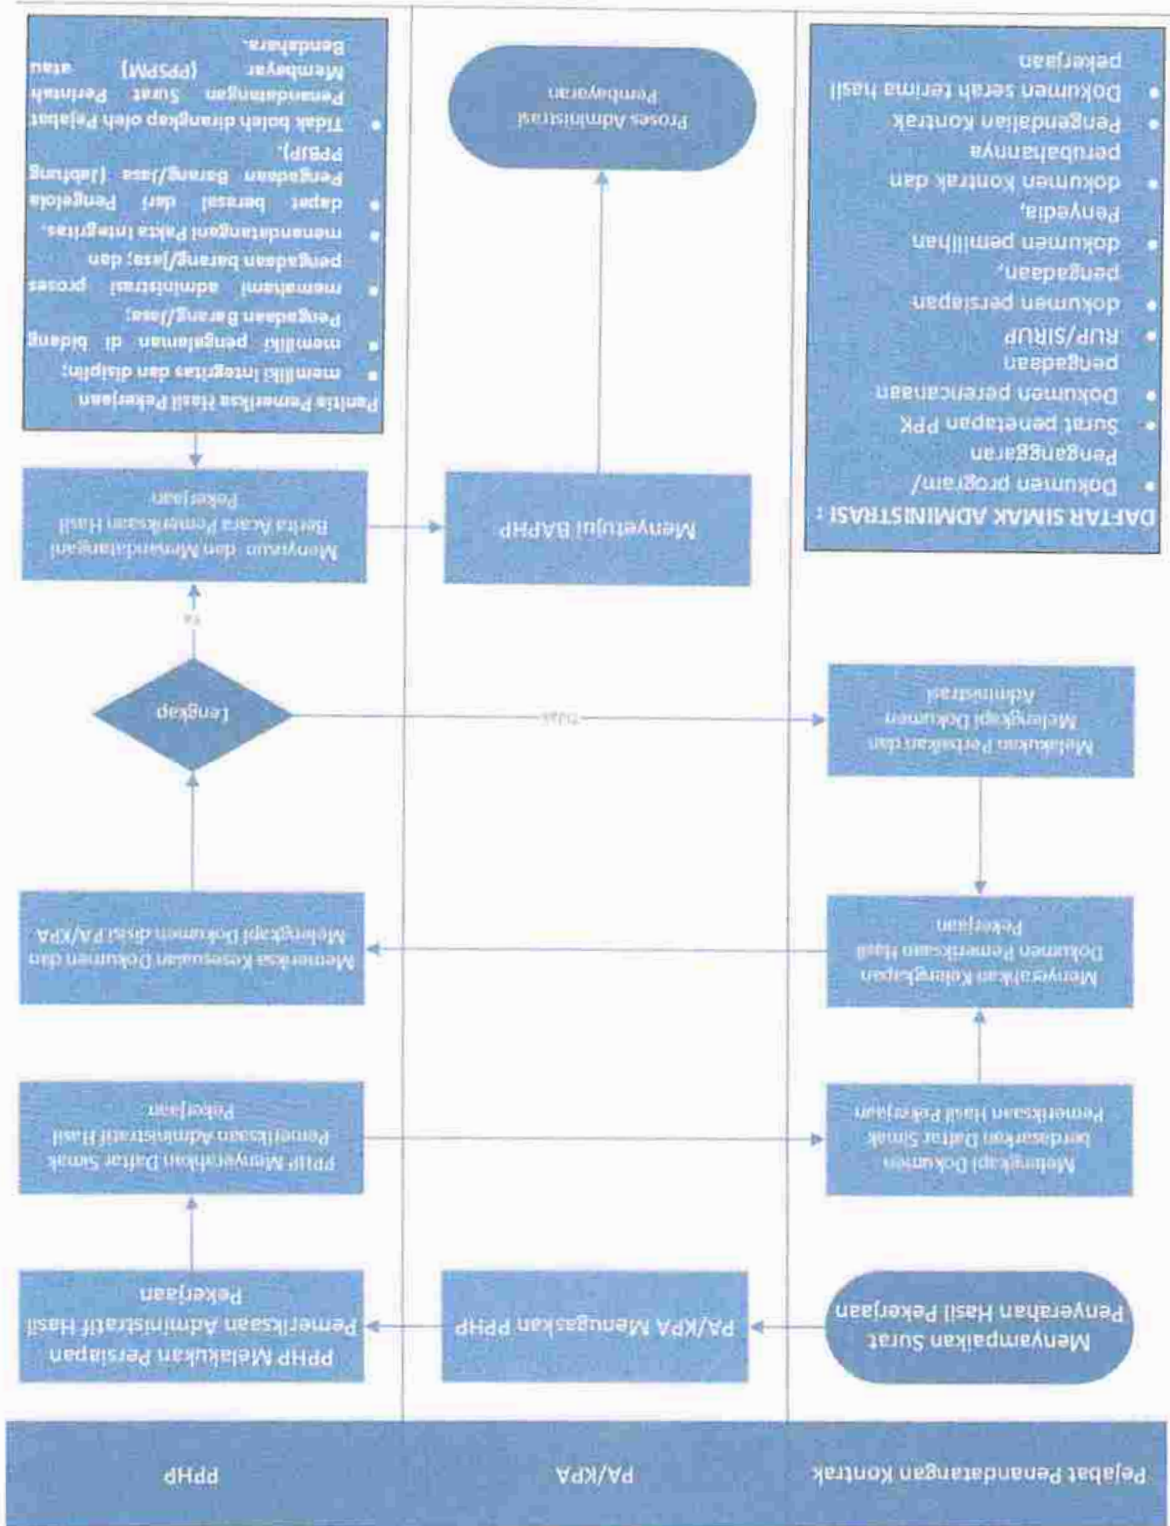 Pejabat Penandatangan Kontrak
PA/KPA
PPHP
Menyampaikan Surat
Penyerahan Hasil Pekerjaan
PA/KPA Menugaskan PPHP
PPHP Melakukan Persiapan
Pemeriksaan Administratif Hasil
Pekerjaan
PPHP Menyerahkan Daftar Simak
Pemeriksaan Administratif Hasil
Pekerjaan
Melengkapi Dokumen
berdasarkan Daftar Simak
Pemeriksaan Hasil Pekerjaan
Menyerahkan Kelengkapan
Dokumen Pemeriksaan Hasil
Pekerjaan
Memeriksa Kesesuaian Dokumen dan
Melengkapi Dokumen disisi PA/KPA
Lengkap
Tidak
Melakukan Perbaikan dan
Melengkapi Dokumen
Administrasi
Ya
Menyusun dan Menandatangani
Berita Acara Pemeriksaan Hasil
Pekerjaan
Menyetujui BAPHP
Proses Administrasi
Pembayaran
DAFTAR SIMAK ADMINISTRASI :
• Dokumen program/
Penganggaran
• Surat penetapan PPK
• Dokumen perencanaan
pengadaan
• RUP/SIRUP
• dokumen persiapan
pengadaan,
• dokumen pemilihan
Penyedia,
• dokumen Kontrak dan
perubahannya
• Pengendalian Kontrak
• Dokumen serah terima hasil
pekerjaan
Panitia Pemeriksa Hasil Pekerjaan
• memiliki integritas dan disiplin;
• memiliki pengalaman di bidang
Pengadaan Barang/Jasa;
• memahami administrasi proses
pengadaan barang/jasa; dan
• menandatangani Pakta Integritas.
• dapat berasal dari Pengelola
Pengadaan Barang/Jasa (Jabfung
PPBJP).
• Tidak boleh dirangkap oleh Pejabat
Penandatangan Surat Perintah
Membayar (PPSPM) atau
Bendahara.